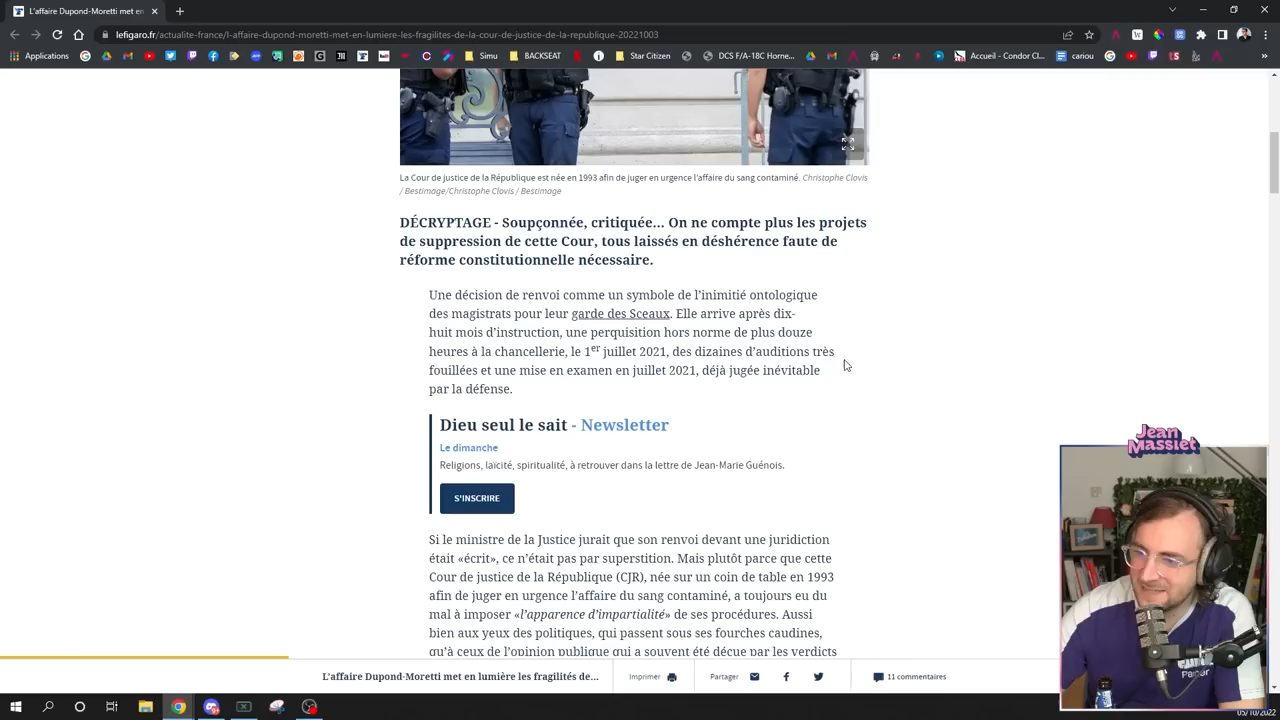 L'affaire Dupond-Moretti met en
lefigaro.fr/actualite-france/l-affaire-dupond-moretti-met-en-lumiere-les-fragilites-de-la-cour-de-justice-de-la-republique-20221003
Applications
Simu
BACKSEAT
Star Citizen
DCS F/A-18C Horne...
Accueil - Condor Cl...
cariou
La Cour de justice de la République est née en 1993 afin de juger en urgence l'affaire du sang contaminé. Christophe Clovis
/ Bestimage/Christophe Clovis / Bestimage
DÉCRYPTAGE - Soupçonnée, critiquée... On ne compte plus les projets
de suppression de cette Cour, tous laissés en déshérence faute de
réforme constitutionnelle nécessaire.
Une décision de renvoi comme un symbole de l'inimitié ontologique
des magistrats pour leur garde des Sceaux. Elle arrive après dix-
huit mois d'instruction, une perquisition hors norme de plus douze
heures à la chancellerie, le 1er juillet 2021, des dizaines d'auditions très
fouillées et une mise en examen en juillet 2021, déjà jugée inévitable
par la défense.
Dieu seul le sait - Newsletter
Le dimanche
Religions, laïcité, spiritualité, à retrouver dans la lettre de Jean-Marie Guénois.
S'INSCRIRE
Si le ministre de la Justice jurait que son renvoi devant une juridiction
était «écrit», ce n'était pas par superstition. Mais plutôt parce que cette
Cour de justice de la République (CJR), née sur un coin de table en 1993
afin de juger en urgence l'affaire du sang contaminé, a toujours eu du
mal à imposer «l'apparence d'impartialité» de ses procédures. Aussi
bien aux yeux des politiques, qui passent sous ses fourches caudines,
qu'à ceux de l'opinion publique qui a souvent été déçue par les verdicts
Jean
Massiet
Parler
L'affaire Dupond-Moretti met en lumière les fragilités de...
Imprimer
Partager
11 commentaires
05/10/2022